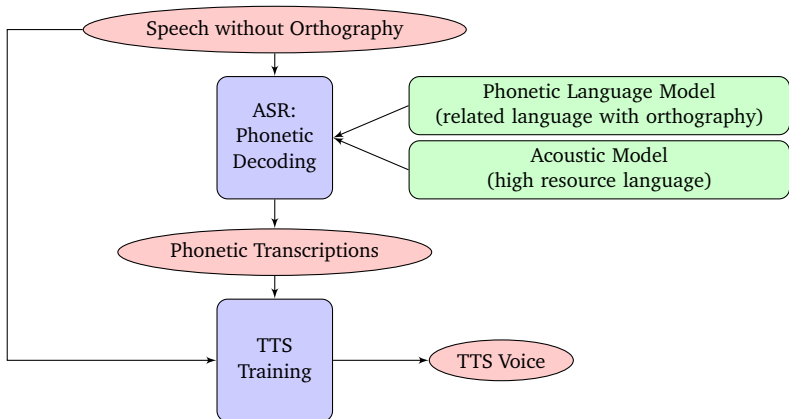 Speech without Orthography
ASR:
Phonetic
Decoding
Phonetic Language Model
(related language with orthography)
Acoustic Model
(high resource language)
Phonetic Transcriptions
TTS
Training
TTS Voice